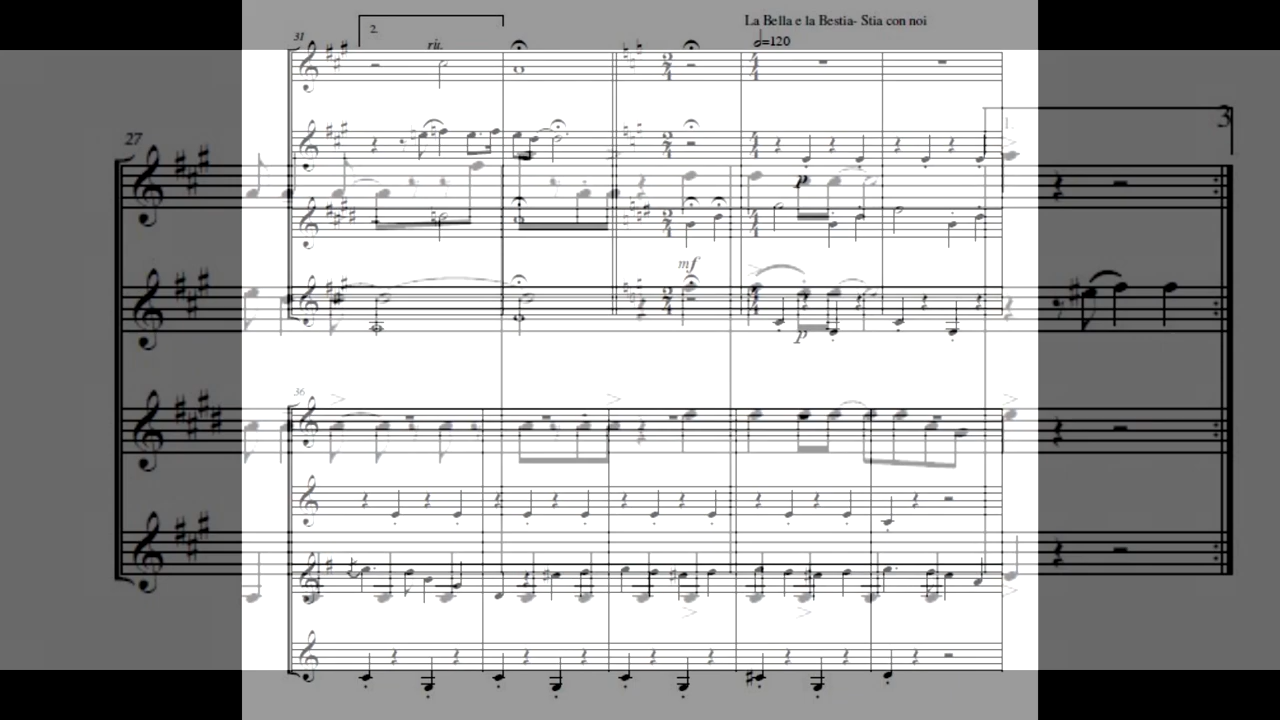 La Bella e la Bestia- Stia con noi
2.
31
rit.
=120
27
3
1.
p
mf
p
36